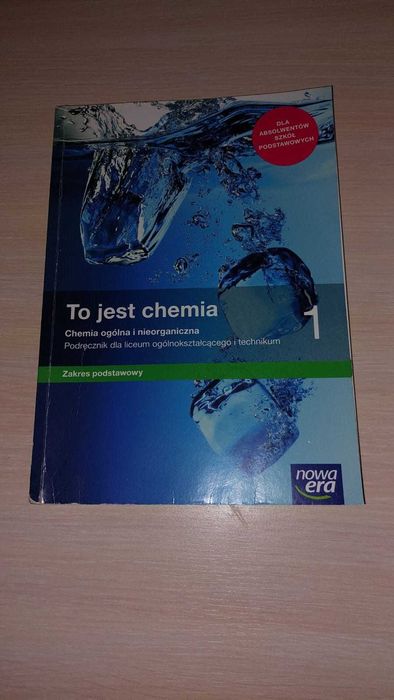 DLA
ABSOLWENTÓW
SZKÓŁ
PODSTAWOWYCH
To jest chemia
1
Chemia ogólna i nieorganiczna
Podręcznik dla liceum ogólnokształcącego i technikum
Zakres podstawowy
nowa
era